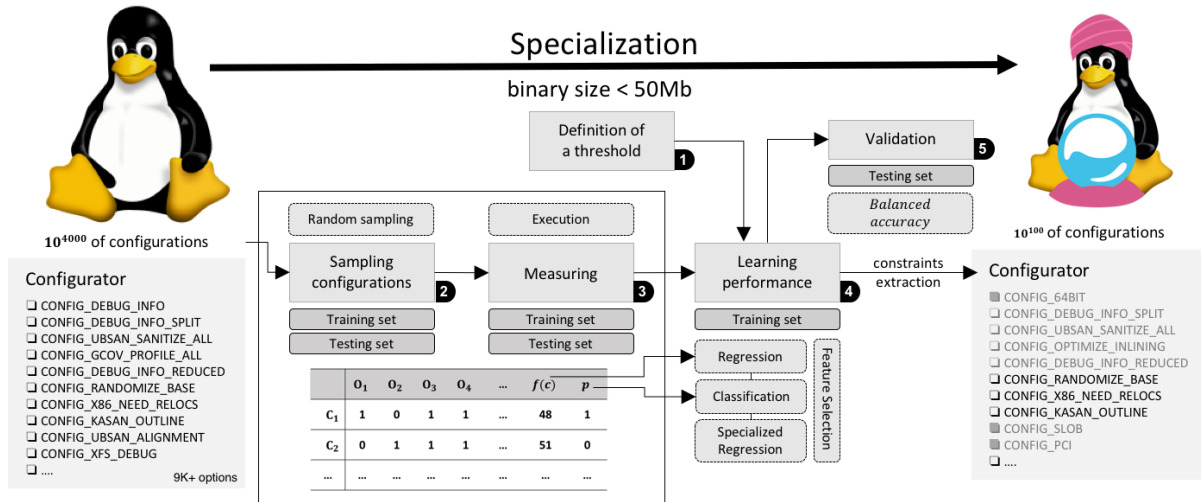 Specialization
binary size < 50Mb
Definition of
a threshold
1
Validation
5
Testing set
Balanced
accuracy
10^4000 of configurations
10^100 of configurations
Random sampling
Execution
Sampling
configurations
2
Measuring
3
Learning
performance
4
constraints
extraction
Training set
Testing set
Training set
Testing set
Training set
Regression
Classification
Specialized
Regression
Feature Selection
Configurator
❏ CONFIG_DEBUG_INFO
❏ CONFIG_DEBUG_INFO_SPLIT
❏ CONFIG_UBSAN_SANITIZE_ALL
❏ CONFIG_GCOV_PROFILE_ALL
❏ CONFIG_DEBUG_INFO_REDUCED
❏ CONFIG_RANDOMIZE_BASE
❏ CONFIG_X86_NEED_RELOCS
❏ CONFIG_KASAN_OUTLINE
❏ CONFIG_UBSAN_ALIGNMENT
❏ CONFIG_XFS_DEBUG
❏ ....
9K+ options
O₁ O₂ O₃ O₄ ... f(c) p
C₁ 1 0 1 1 ... 48 1
C₂ 0 1 1 1 ... 51 0
... ... ... ... ... ... ... ...
Configurator
CONFIG_64BIT
❏ CONFIG_DEBUG_INFO_SPLIT
❏ CONFIG_UBSAN_SANITIZE_ALL
❏ CONFIG_OPTIMIZE_INLINING
❏ CONFIG_DEBUG_INFO_REDUCED
❏ CONFIG_RANDOMIZE_BASE
❏ CONFIG_X86_NEED_RELOCS
❏ CONFIG_KASAN_OUTLINE
CONFIG_SLOB
CONFIG_PCI
❏ ....